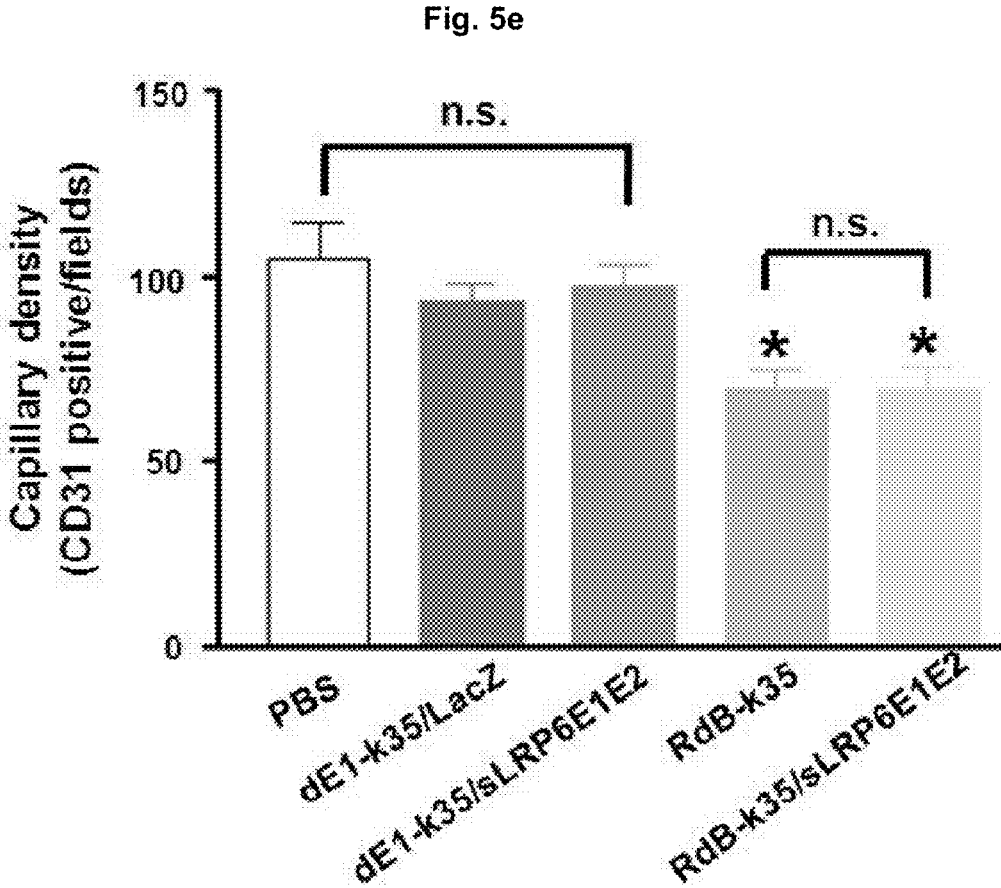 Fig. 5e
Capillary density
(CD31 positive/fields)
150
100
50
0
n.s.
n.s.
*
*
PBS
dE1-k35/LacZ
dE1-k35/sLRP6E1E2
RdB-k35
RdB-k35/sLRP6E1E2